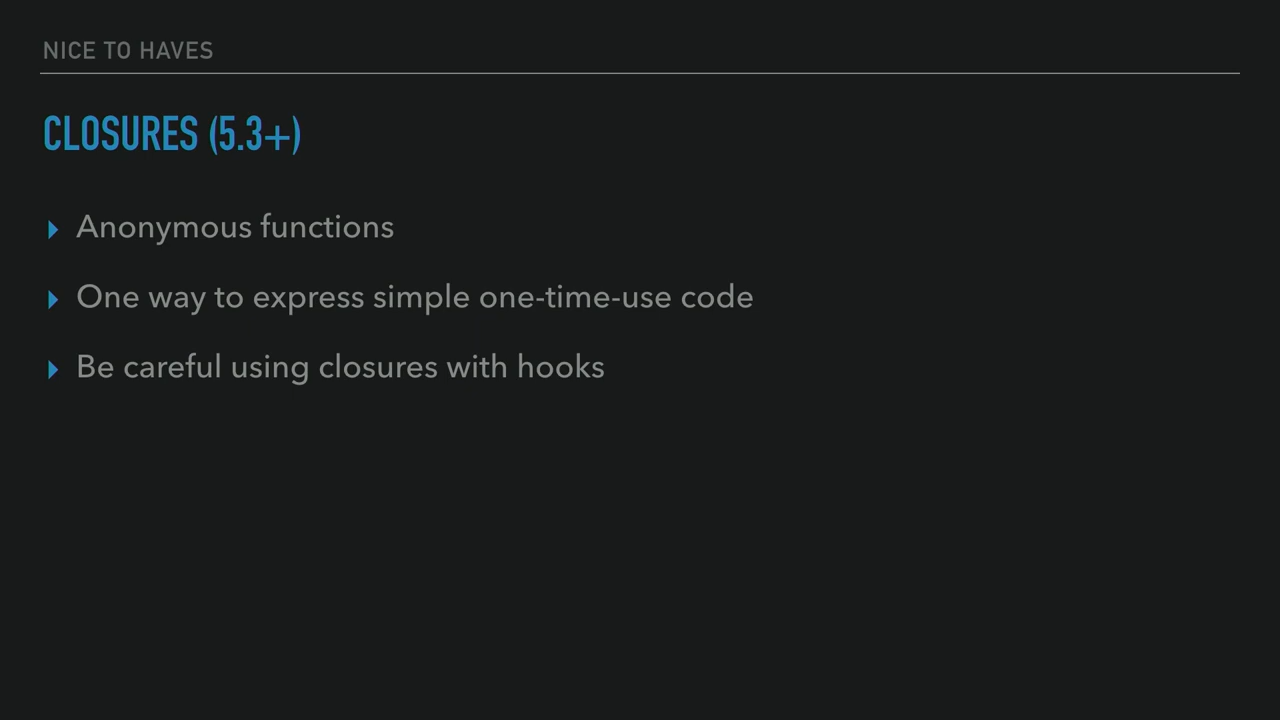 NICE TO HAVES
CLOSURES (5.3+)
Anonymous functions
One way to express simple one-time-use code
Be careful using closures with hooks